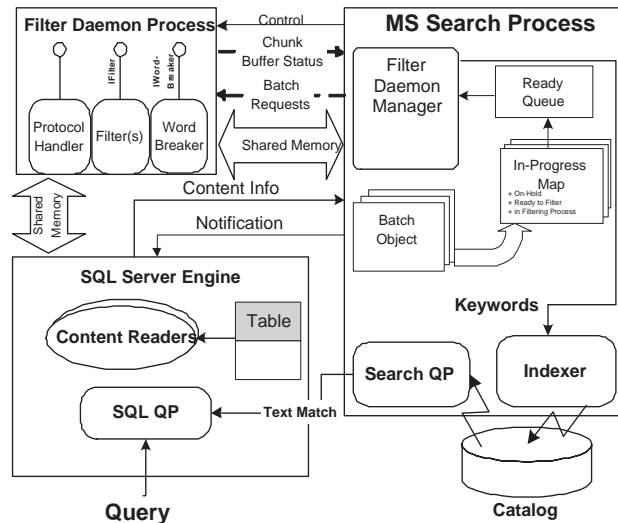 Filter Daemon Process
IFilter
IWord-
Breaker
Protocol
Handler
Filter(s)
Word
Breaker
Control
Chunk
Buffer Status
Batch
Requests
Shared Memory
MS Search Process
Filter
Daemon
Manager
Ready
Queue
In-Progress
Map
+ On-Hold
+ Ready to Filter
+ in Filtering Process
Batch
Object
Shared
Memory
Content Info
Notification
SQL Server Engine
Content Readers
Table
SQL QP
Text Match
Keywords
Search QP
Indexer
Query
Catalog